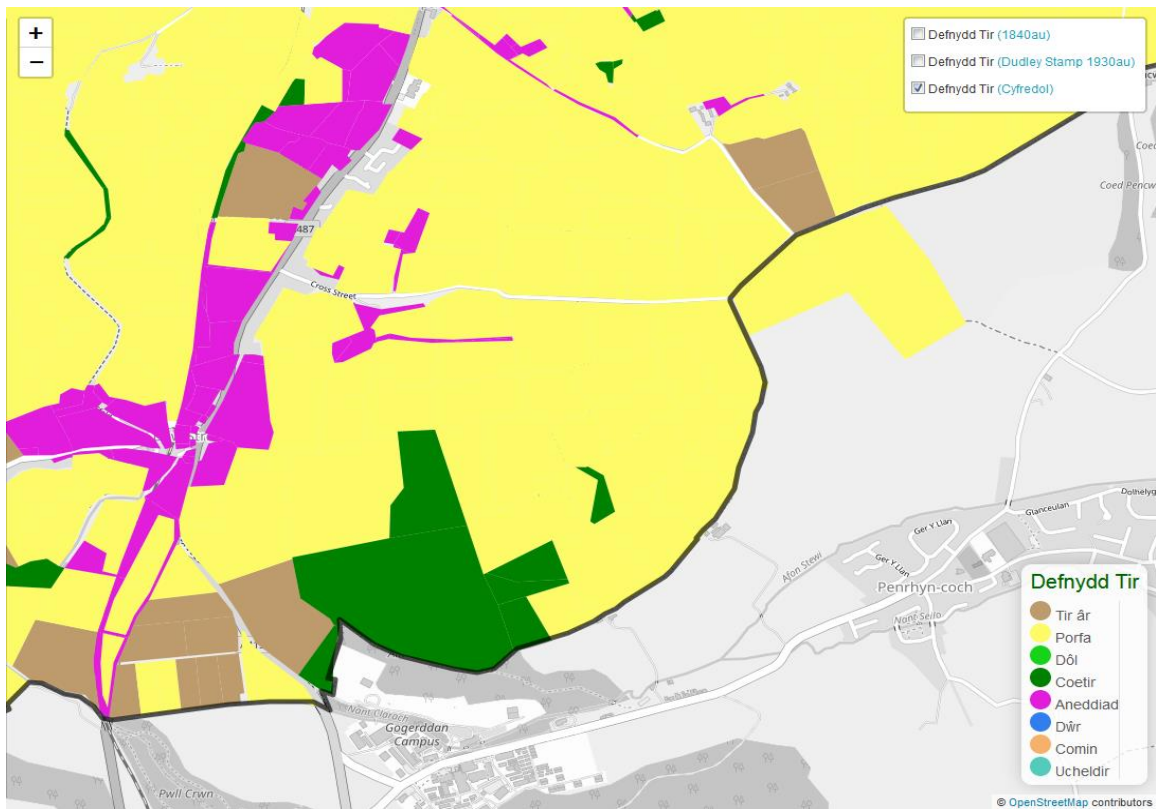 +
−
Defnydd Tir (1840au)
Defnydd Tir (Dudley Stamp 1930au)
Defnydd Tir (Cyfredol)
Coed Pencw
487
Cross Street
Dolhelyg
Glanceulan
Ger Y Llan
Ger Y Llan
Afon Stewi
Penrhyn-coch
Nant Seilo
Nant Clarach
Gogerddan
Campus
Pwll Crwn
Defnydd Tir
Tir âr
Porfa
Dôl
Coetir
Aneddiad
Dŵr
Comin
Ucheldir
© OpenStreetMap contributors